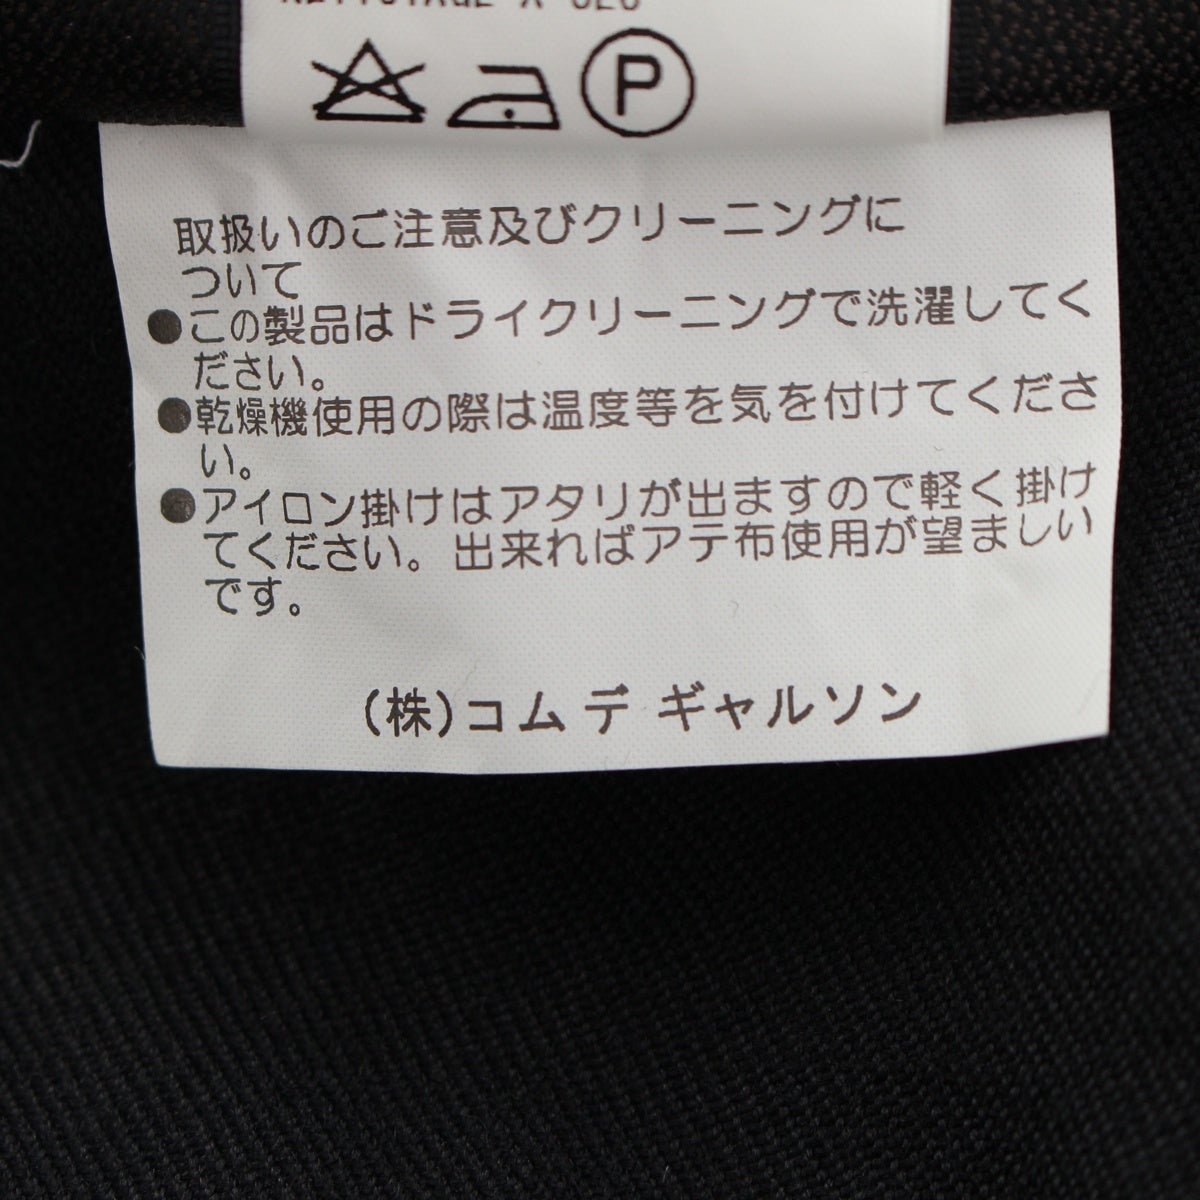 P
取扱いのご注意及びクリーニングに
ついて
●この製品はドライクリーニングで洗濯してく
ださい。
●乾燥機使用の際は温度等を気を付けてくださ
い。
●アイロン掛けはアタリが出ますので軽く掛け
てください。出来ればアテ布使用が望ましい
です。
(株)コム デ ギャルソン